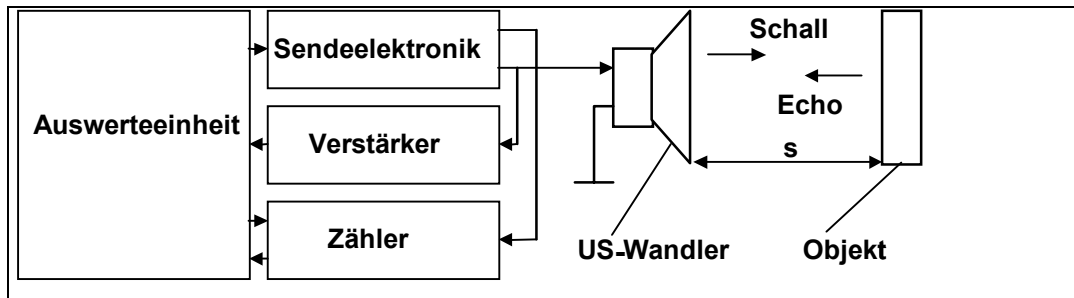 Schall
Sendeelektronik
Echo
Auswerteeinheit
Verstärker
s
Zähler
US-Wandler
Objekt